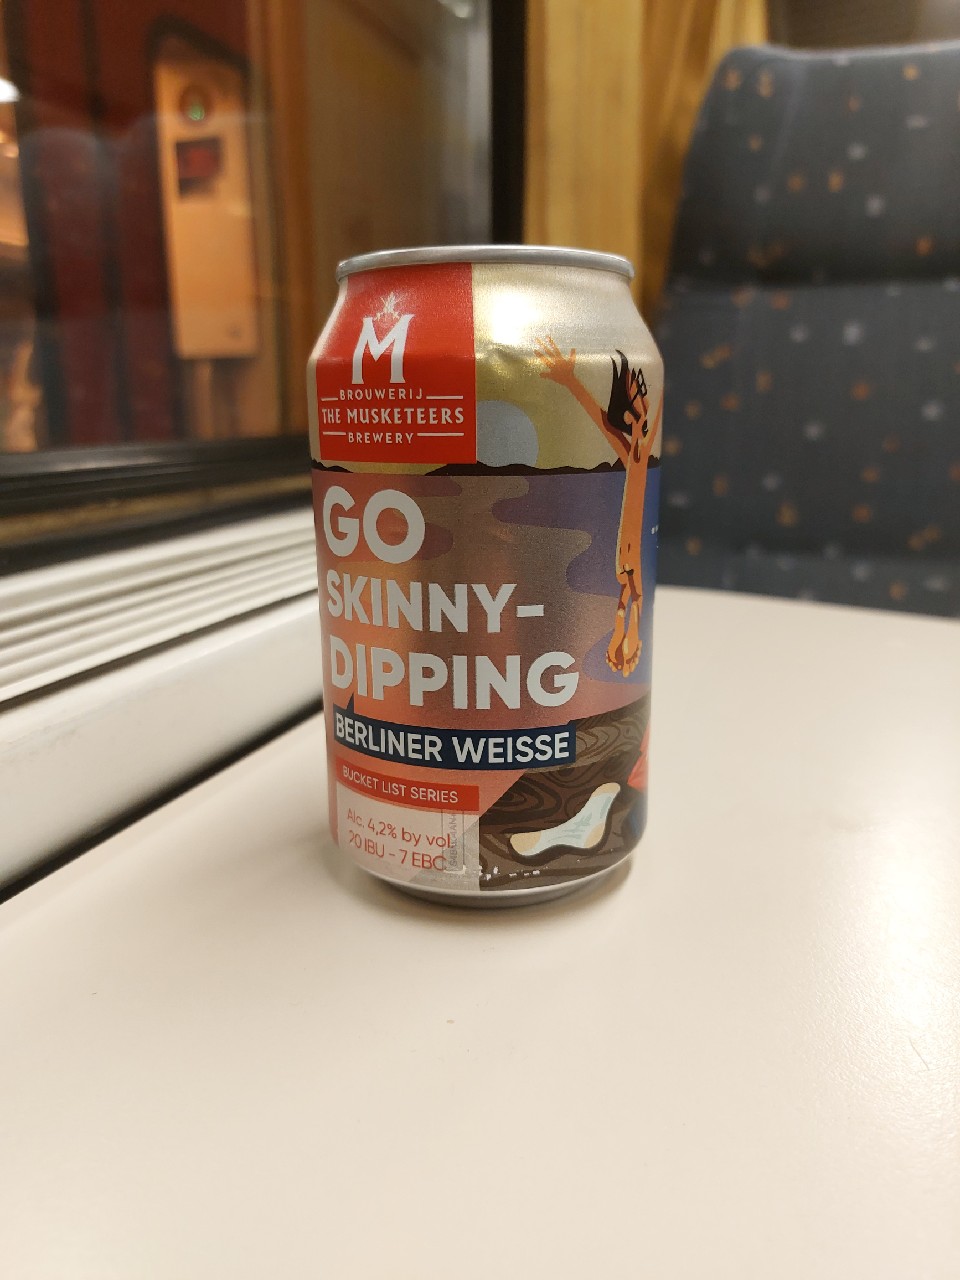 M
BROUWERIJ
THE MUSKETEERS
BREWERY
GO
SKINNY-
DIPPING
BERLINER WEISSE
BUCKET LIST SERIES
Alc. 4,2% by vol.
20 IBU - 7 EBC